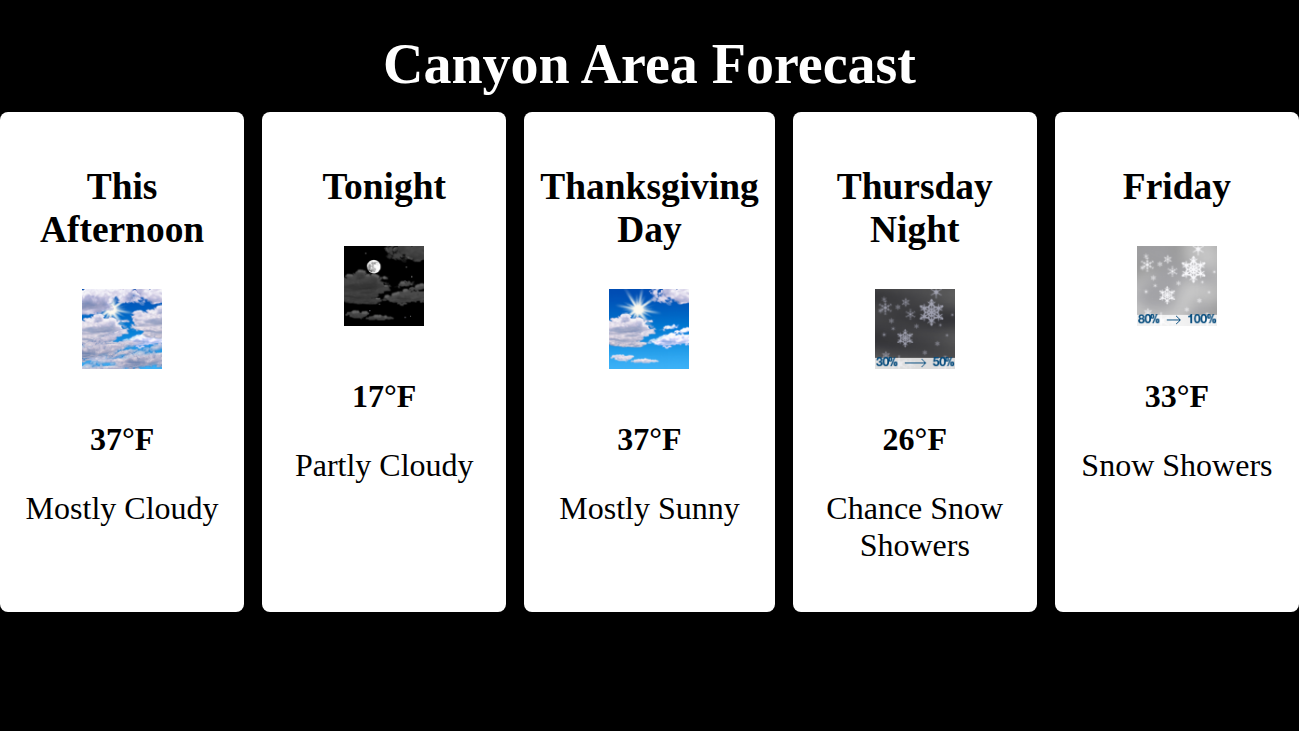 Canyon Area Forecast
This
Afternoon
37°F
Mostly Cloudy
Tonight
17°F
Partly Cloudy
Thanksgiving
Day
37°F
Mostly Sunny
Thursday
Night
30% → 50%
26°F
Chance Snow
Showers
Friday
80% → 100%
33°F
Snow Showers